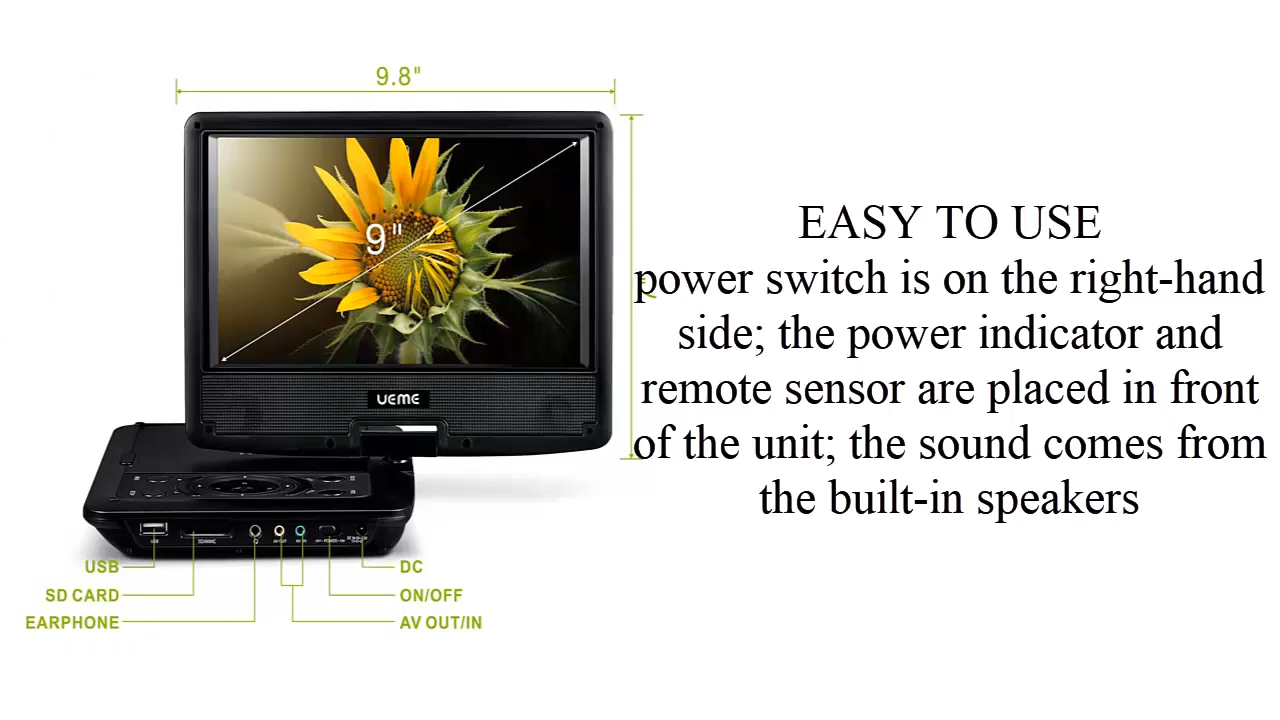 9.8"
9"
UEME
EASY TO USE
power switch is on the right-hand
side; the power indicator and
remote sensor are placed in front
of the unit; the sound comes from
the built-in speakers
USB
SD CARD
EARPHONE
DC
ON/OFF
AV OUT/IN